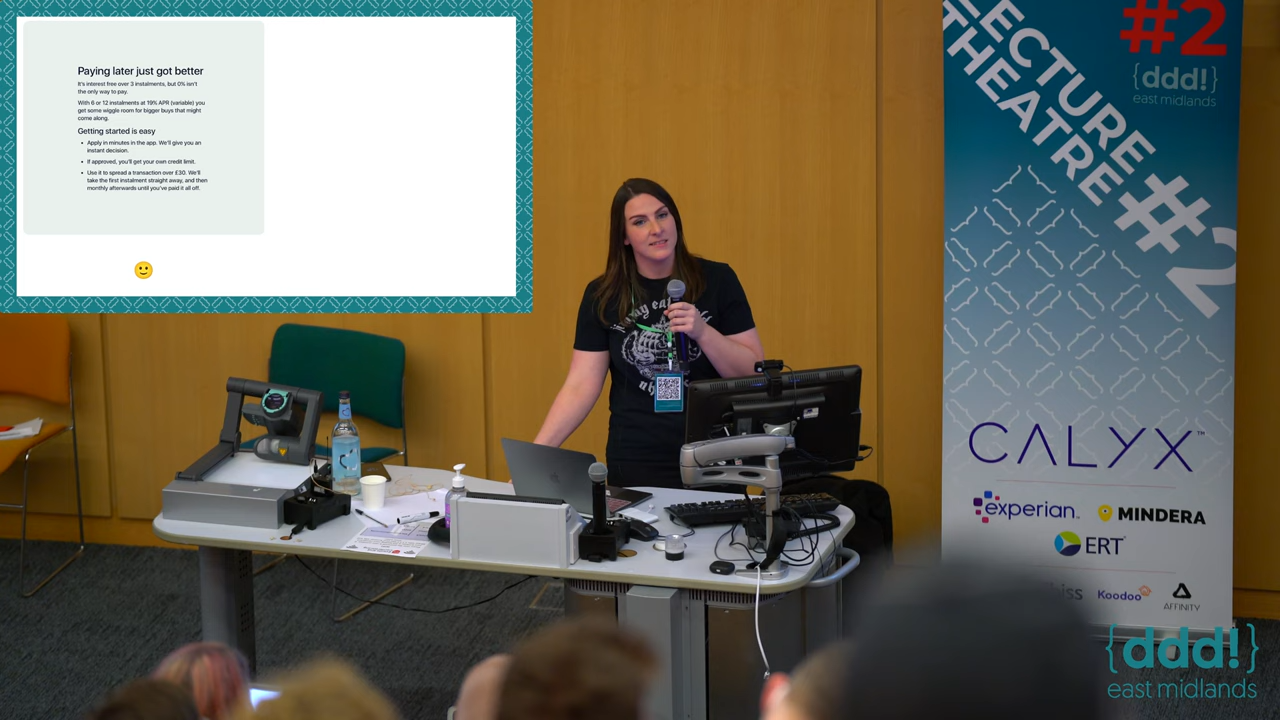 Paying later just got better
It's interest free over 3 instalments, but 0% isn't
the only way to pay.
With 6 or 12 instalments at 19% APR (variable) you
get some wiggle room for bigger buys that might
come along.
Getting started is easy
• Apply in minutes in the app. We'll give you an
instant decision.
• If approved, you'll get your own credit limit.
• Use it to spread a transaction over £30. We'll
take the first instalment straight away, and then
monthly afterwards until you've paid it all off.
LECTURE
THEATRE
#2
#2
{ddd!}
east midlands
CALYX™
experian™
MINDERA
ERT
Koodoo
AFFINITY
{ddd!}
east midlands